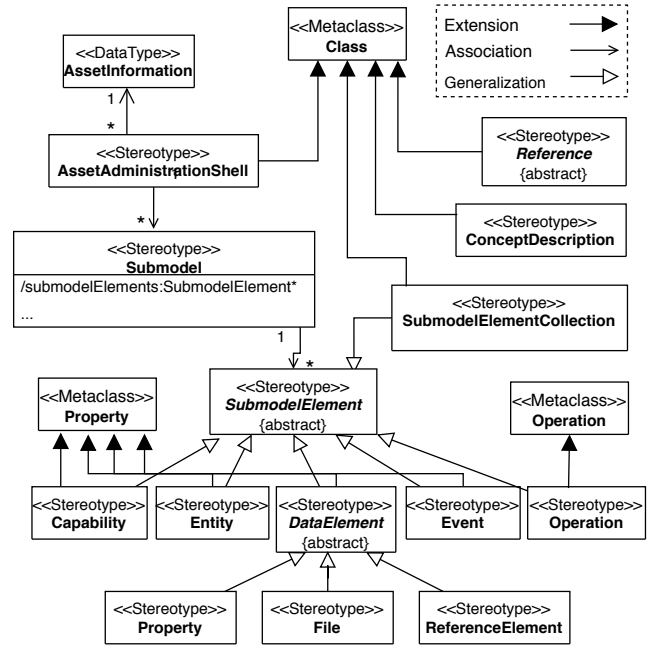 <<Metaclass>>
Class
Extension
Association
Generalization
<<DataType>>
AssetInformation
1
*
<<Stereotype>>
AssetAdministrationShell
<<Stereotype>>
Reference
{abstract}
*
<<Stereotype>>
ConceptDescription
<<Stereotype>>
Submodel
/submodelElements:SubmodelElement*
...
<<Stereotype>>
SubmodelElementCollection
1
*
<<Stereotype>>
SubmodelElement
{abstract}
<<Metaclass>>
Property
<<Metaclass>>
Operation
<<Stereotype>>
Capability
<<Stereotype>>
Entity
<<Stereotype>>
DataElement
{abstract}
<<Stereotype>>
Event
<<Stereotype>>
Operation
<<Stereotype>>
Property
<<Stereotype>>
File
<<Stereotype>>
ReferenceElement